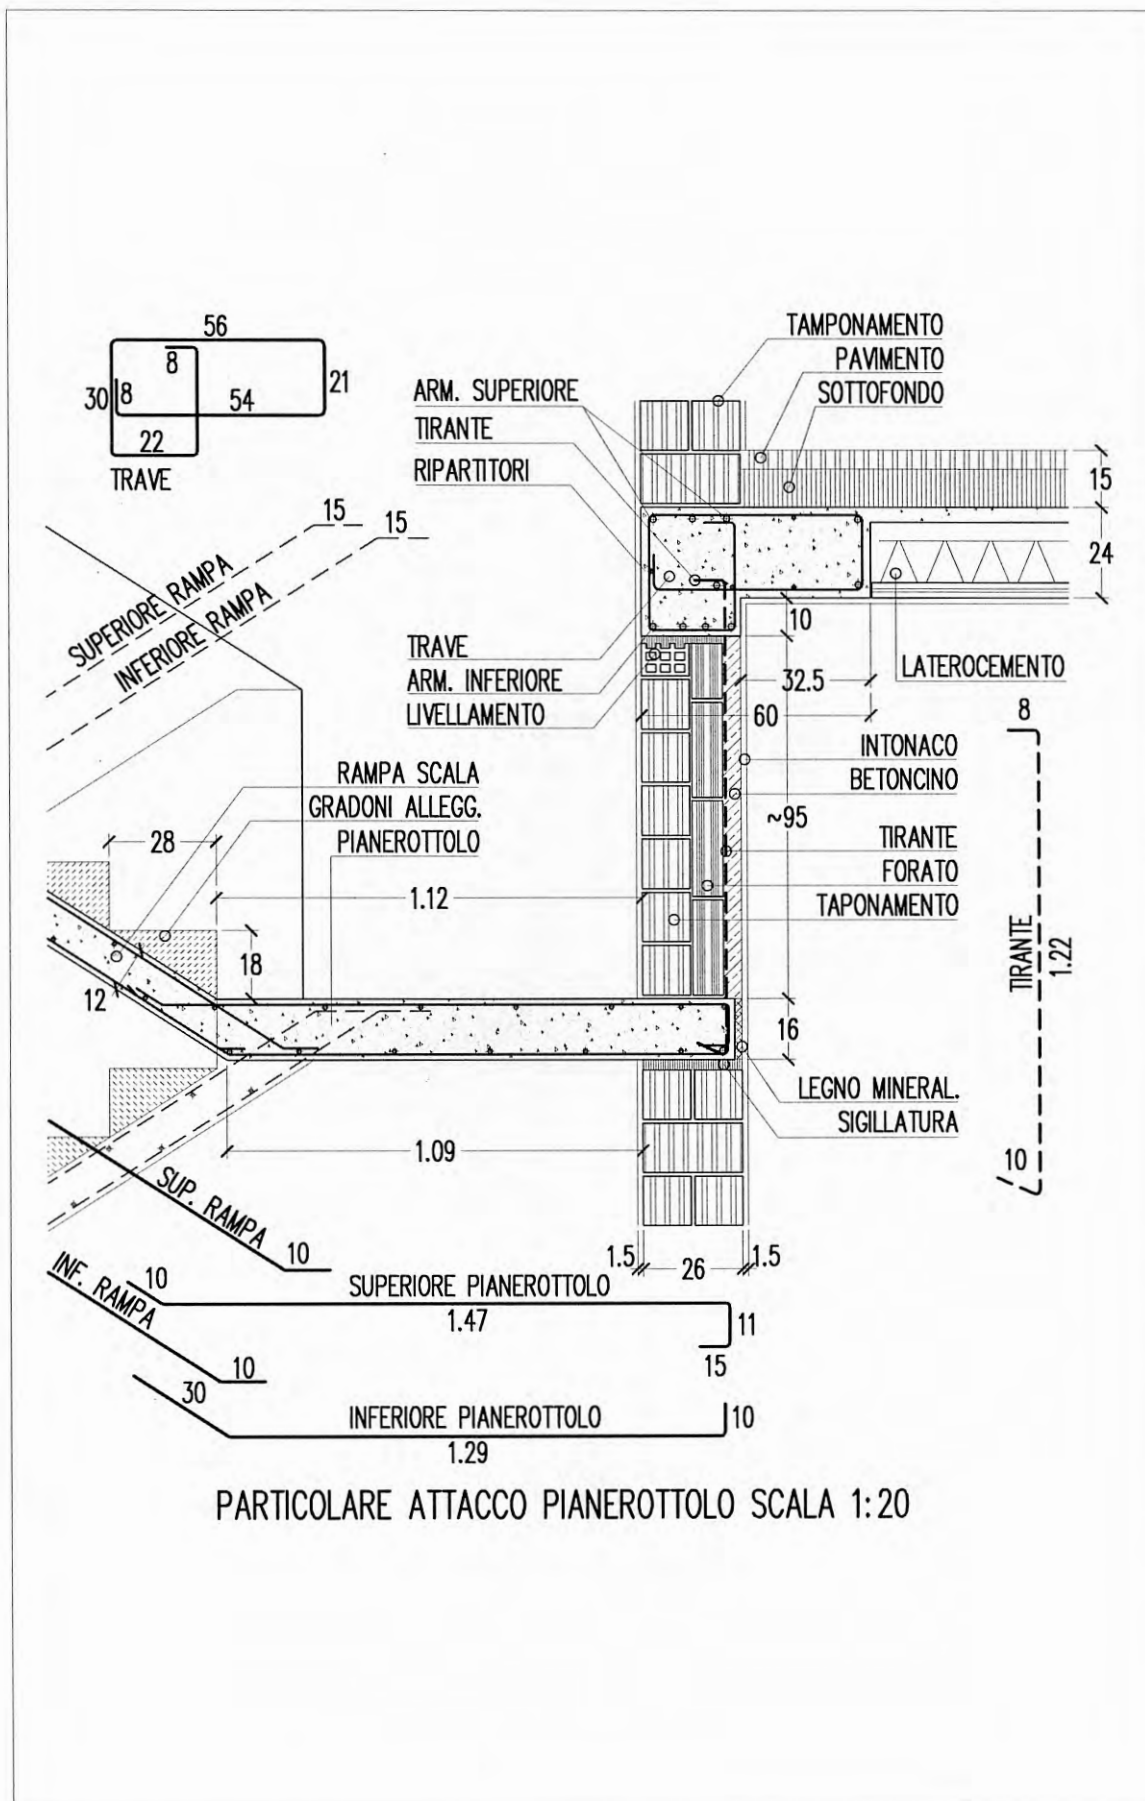 56
8
30
8
54
21
22
TRAVE
TAMPONAMENTO
PAVIMENTO
SOTTOFONDO
ARM. SUPERIORE
TIRANTE
RIPARTITORI
15
24
15
15
SUPERIORE RAMPA
INFERIORE RAMPA
10
TRAVE
ARM. INFERIORE
LIVELLAMENTO
LATEROCEMENTO
32.5
60
8
INTONACO
BETONCINO
RAMPA SCALA
GRADONI ALLEGG.
PIANEROTTOLO
28
~95
TIRANTE
FORATO
TAPONAMENTO
1.12
TIRANTE
1.22
18
12
16
LEGNO MINERAL.
SIGILLATURA
1.09
10
SUP. RAMPA
10
1.5
26
1.5
INF. RAMPA
10
SUPERIORE PIANEROTTOLO
1.47
11
15
10
30
INFERIORE PIANEROTTOLO
10
1.29
PARTICOLARE ATTACCO PIANEROTTOLO SCALA 1:20